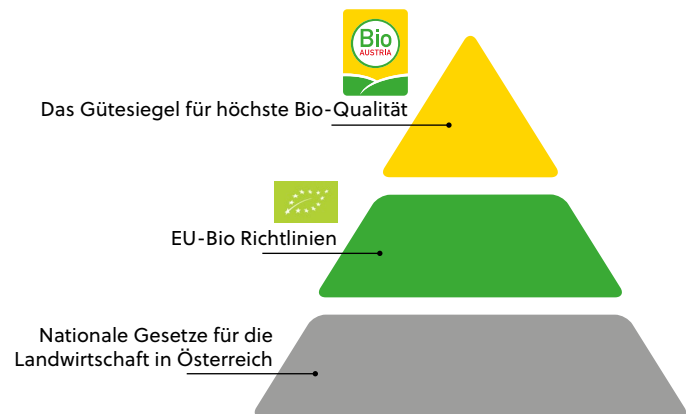 Bio
AUSTRIA
Das Gütesiegel für höchste Bio-Qualität
EU-Bio Richtlinien
Nationale Gesetze für die
Landwirtschaft in Österreich